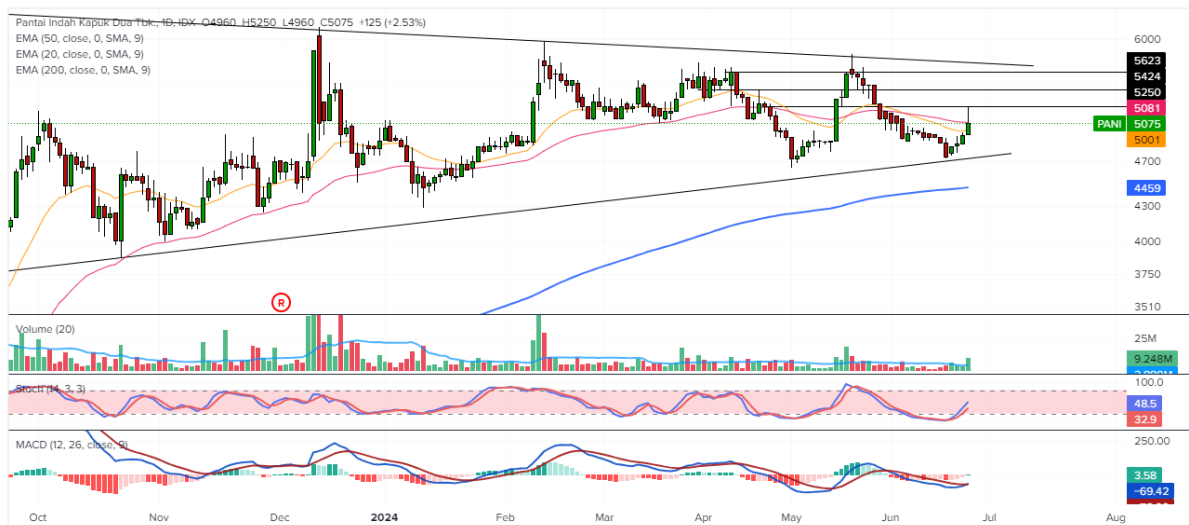 Pantai Indah Kapuk Dua Tbk., 1D, IDX O4960 H5250 L4960 C5075 +125 (+2.53%)
EMA (50, close, 0, SMA, 9)
EMA (20, close, 0, SMA, 9)
EMA (200, close, 0, SMA, 9)
6000
5623
5424
5250
5081
PANI 5075
5001
4700
4459
4300
4000
3750
3510
R
Volume (20)
25M
9.248M
Stoch (14, 3, 3)
100.0
48.5
32.9
MACD (12, 26, close, 9)
250.00
3.58
−69.42
Oct Nov Dec 2024 Feb Mar Apr May Jun Jul Aug